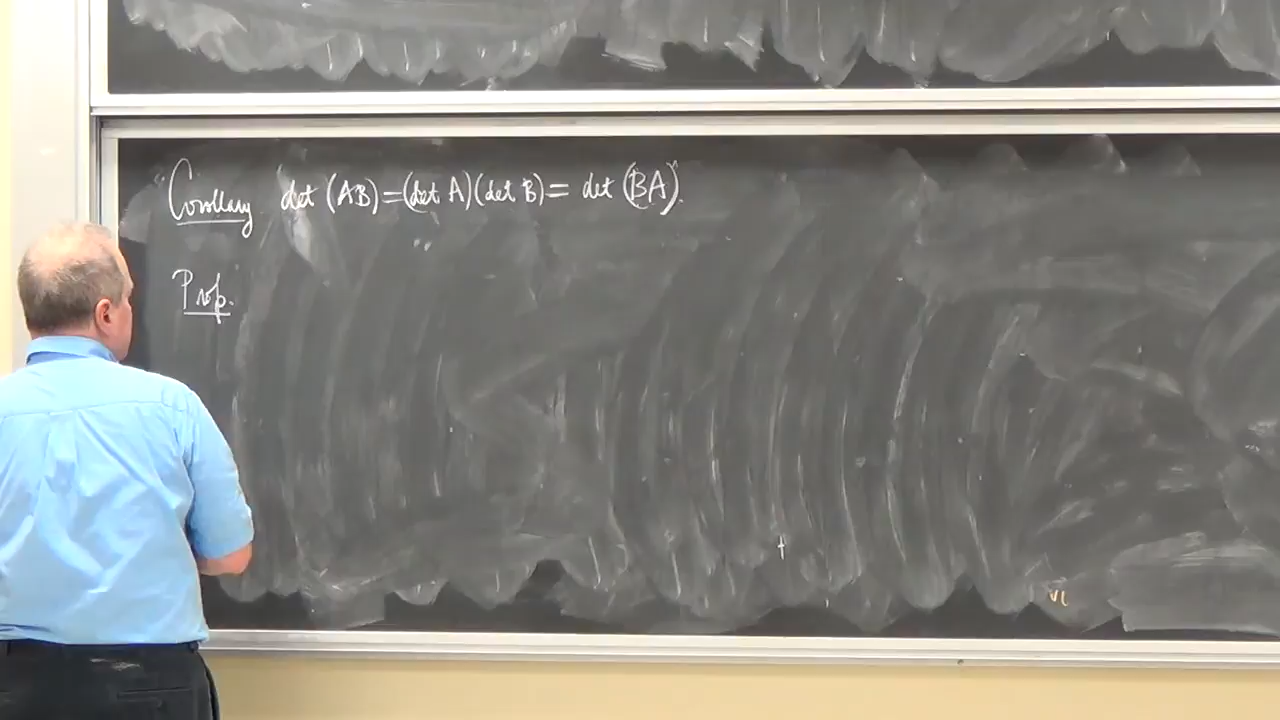 Corollary det (AB)=(det A)(det B)= det (BA).
Prop.